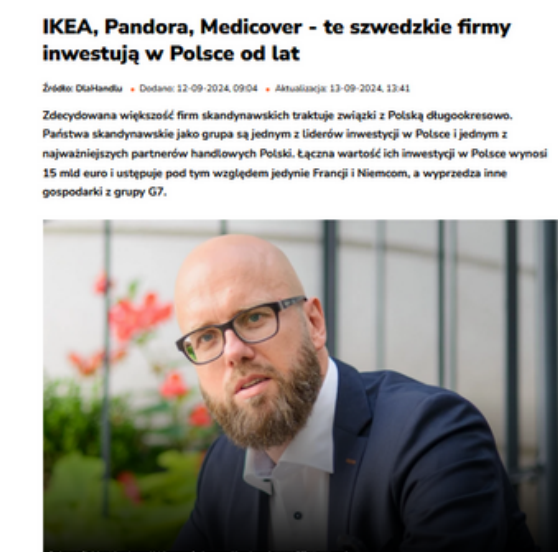 IKEA, Pandora, Medicover - te szwedzkie firmy
inwestują w Polsce od lat
Źródło: DlaHandlu • Dodano: 12-09-2024, 09:04 • Aktualizacja: 13-09-2024, 13:41
Zdecydowana większość firm skandynawskich traktuje związki z Polską długookresowo.
Państwa skandynawskie jako grupa są jednym z liderów inwestycji w Polsce i jednym z
najważniejszych partnerów handlowych Polski. Łączna wartość ich inwestycji w Polsce wynosi
15 mld euro i ustępuje pod tym względem jedynie Francji i Niemcom, a wyprzedza inne
gospodarki z grupy G7.